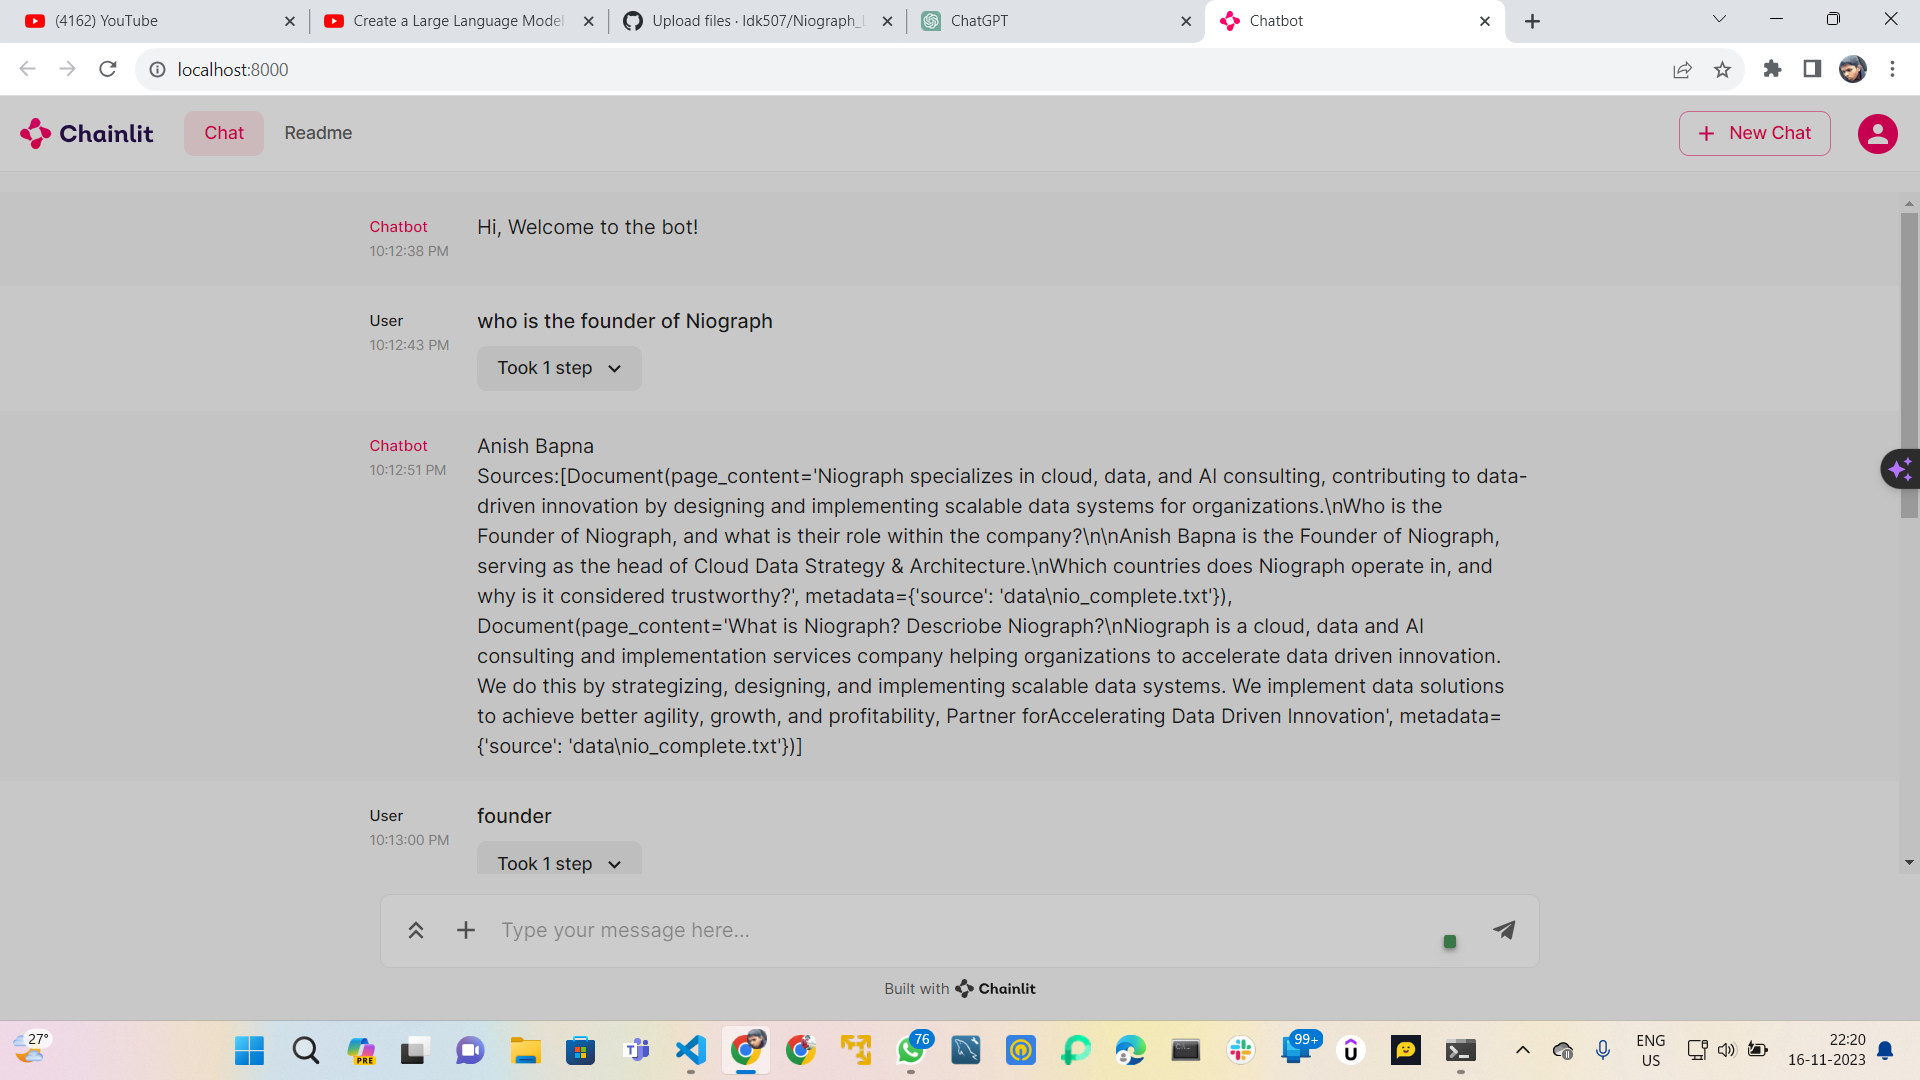 (4162) YouTube
Create a Large Language Model
Upload files · Idk507/Niograph_
ChatGPT
Chatbot
localhost:8000
Chainlit
Chat
Readme
+ New Chat
Chatbot
10:12:38 PM
Hi, Welcome to the bot!
User
10:12:43 PM
who is the founder of Niograph
Took 1 step
Chatbot
10:12:51 PM
Anish Bapna
Sources:[Document(page_content='Niograph specializes in cloud, data, and AI consulting, contributing to data-
driven innovation by designing and implementing scalable data systems for organizations.\nWho is the
Founder of Niograph, and what is their role within the company?\n\nAnish Bapna is the Founder of Niograph,
serving as the head of Cloud Data Strategy & Architecture.\nWhich countries does Niograph operate in, and
why is it considered trustworthy?', metadata={'source': 'data\nio_complete.txt'}),
Document(page_content='What is Niograph? Descriobe Niograph?\nNiograph is a cloud, data and AI
consulting and implementation services company helping organizations to accelerate data driven innovation.
We do this by strategizing, designing, and implementing scalable data systems. We implement data solutions
to achieve better agility, growth, and profitability, Partner forAccelerating Data Driven Innovation', metadata=
{'source': 'data\nio_complete.txt'})]
User
10:13:00 PM
founder
Took 1 step
Type your message here...
Built with Chainlit
27°
PRE
76
99+
ENG
US
22:20
16-11-2023